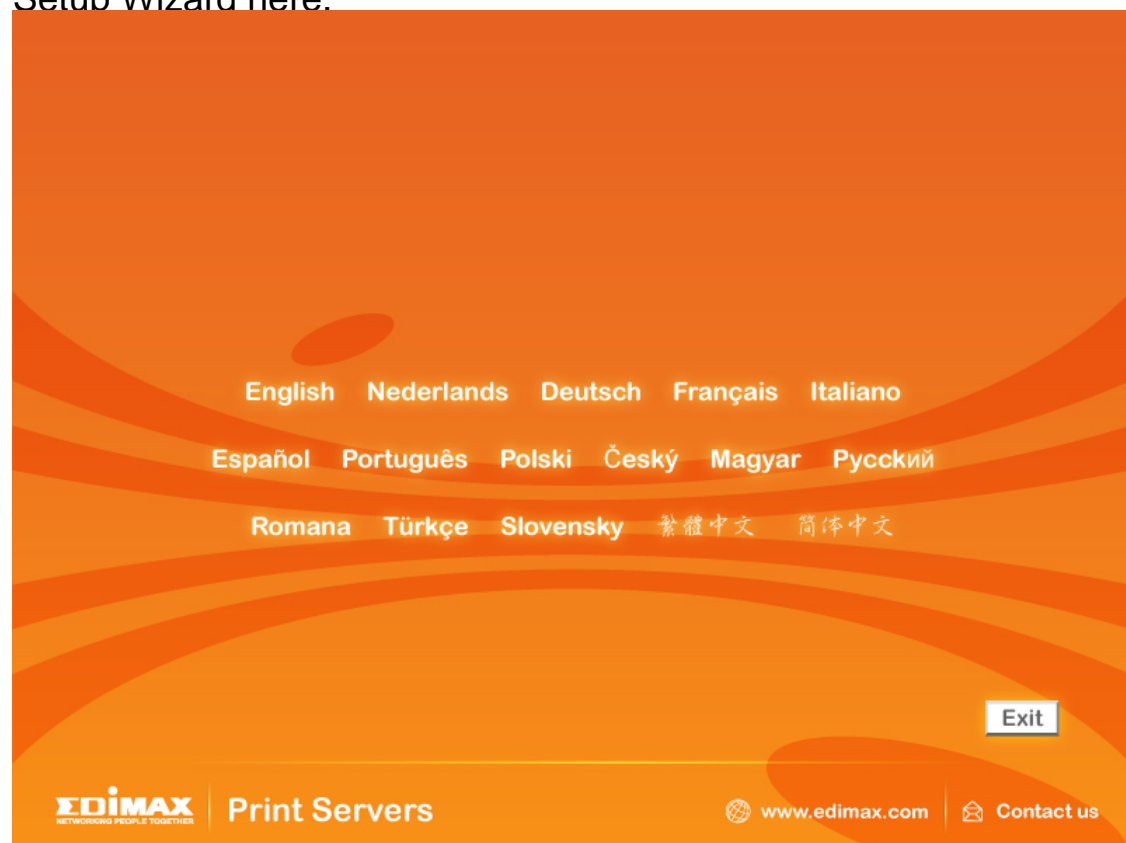 Setup Wizard here.
English Nederlands Deutsch Français Italiano
Español Português Polski Český Magyar Pyccкий
Romana Türkçe Slovensky 繁體中文 简体中文
Exit
EDIMAX
NETWORKING PEOPLE TOGETHER
Print Servers
www.edimax.com
Contact us